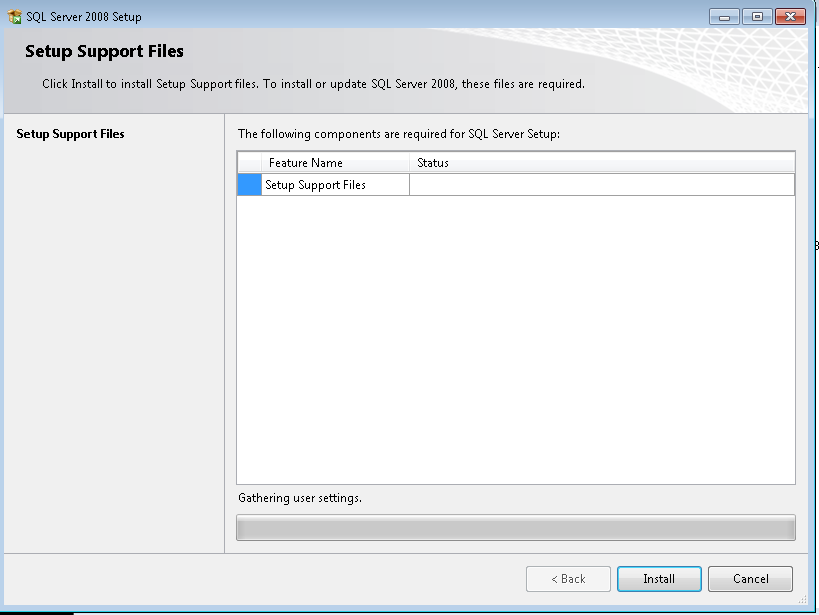 SQL Server 2008 Setup
Setup Support Files
Click Install to install Setup Support files. To install or update SQL Server 2008, these files are required.
Setup Support Files
The following components are required for SQL Server Setup:
Feature Name Status
Setup Support Files
Gathering user settings.
< Back Install Cancel